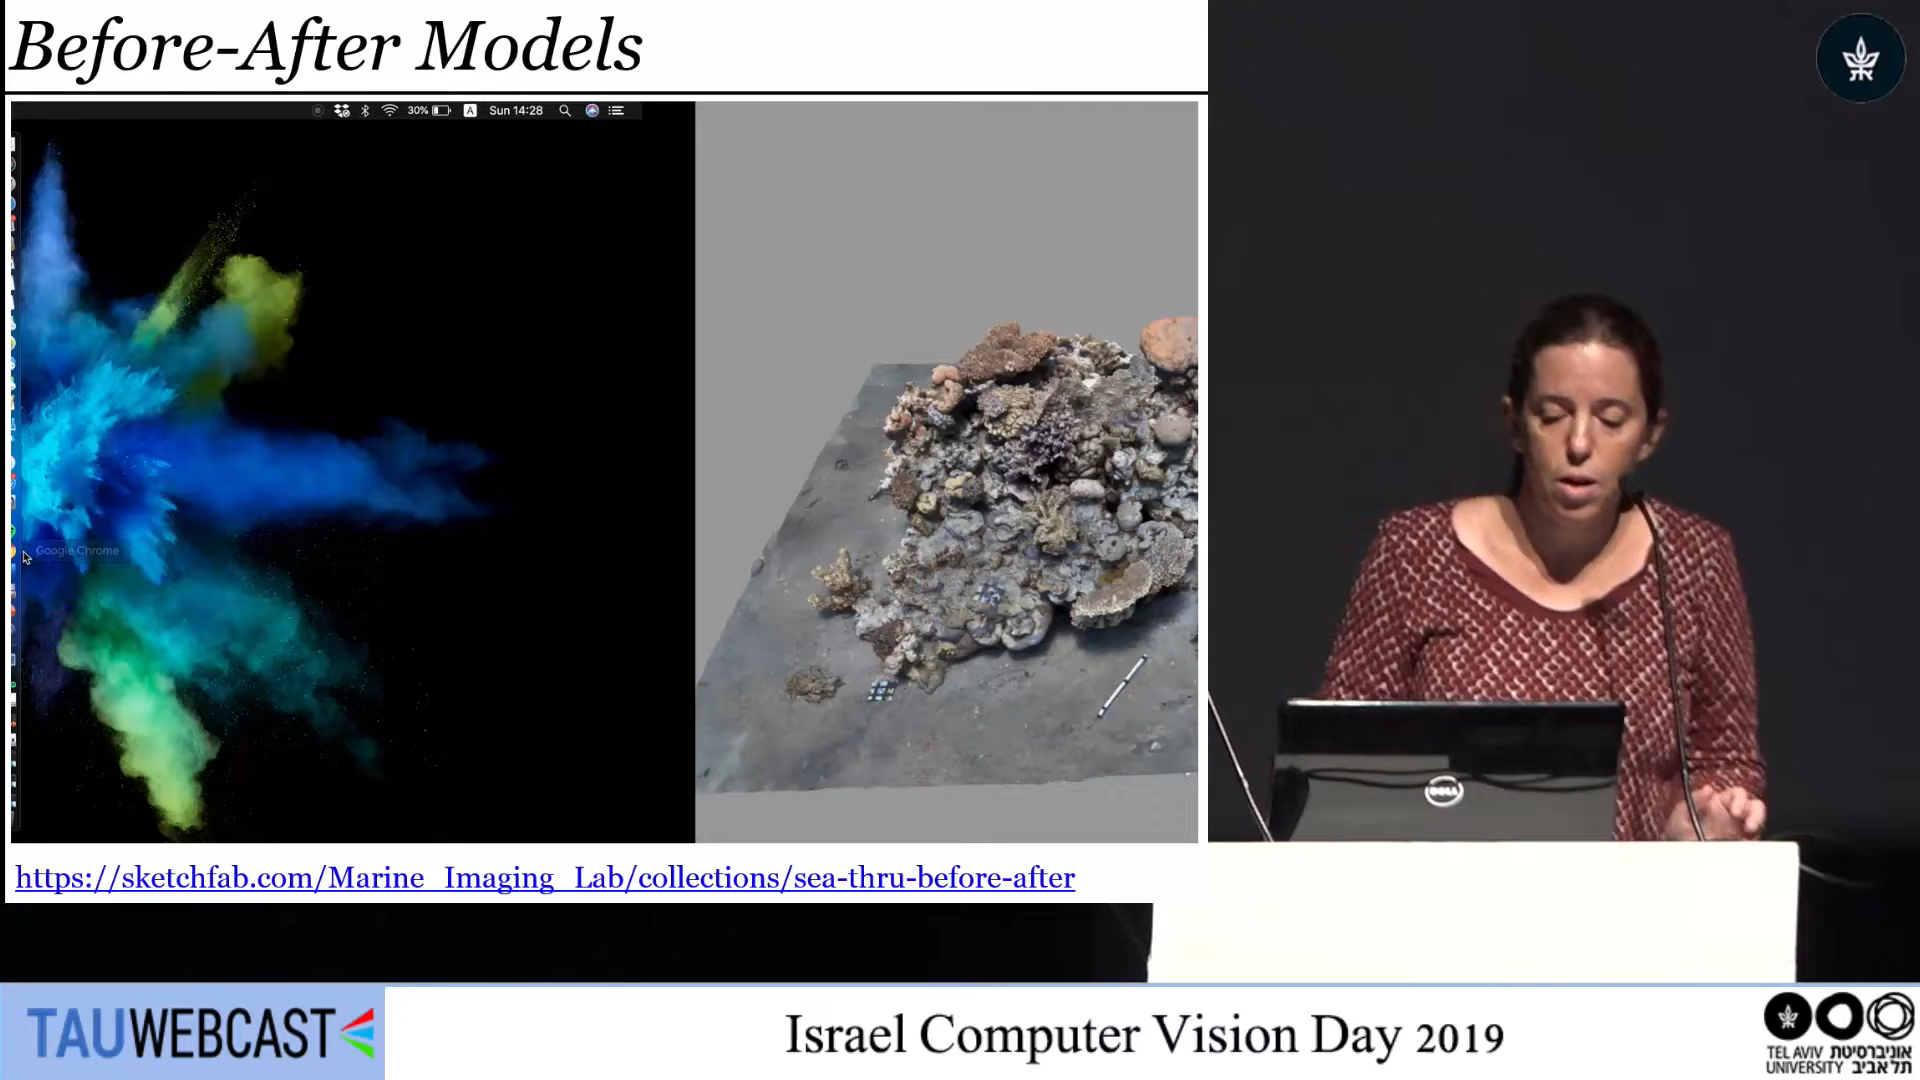 Before-After Models
30% A Sun 14:28
Google Chrome
https://sketchfab.com/Marine_Imaging_Lab/collections/sea-thru-before-after
DELL
TAUWEBCAST
Israel Computer Vision Day 2019
TEL AVIV אוניברסיטת
UNIVERSITY תל אביב